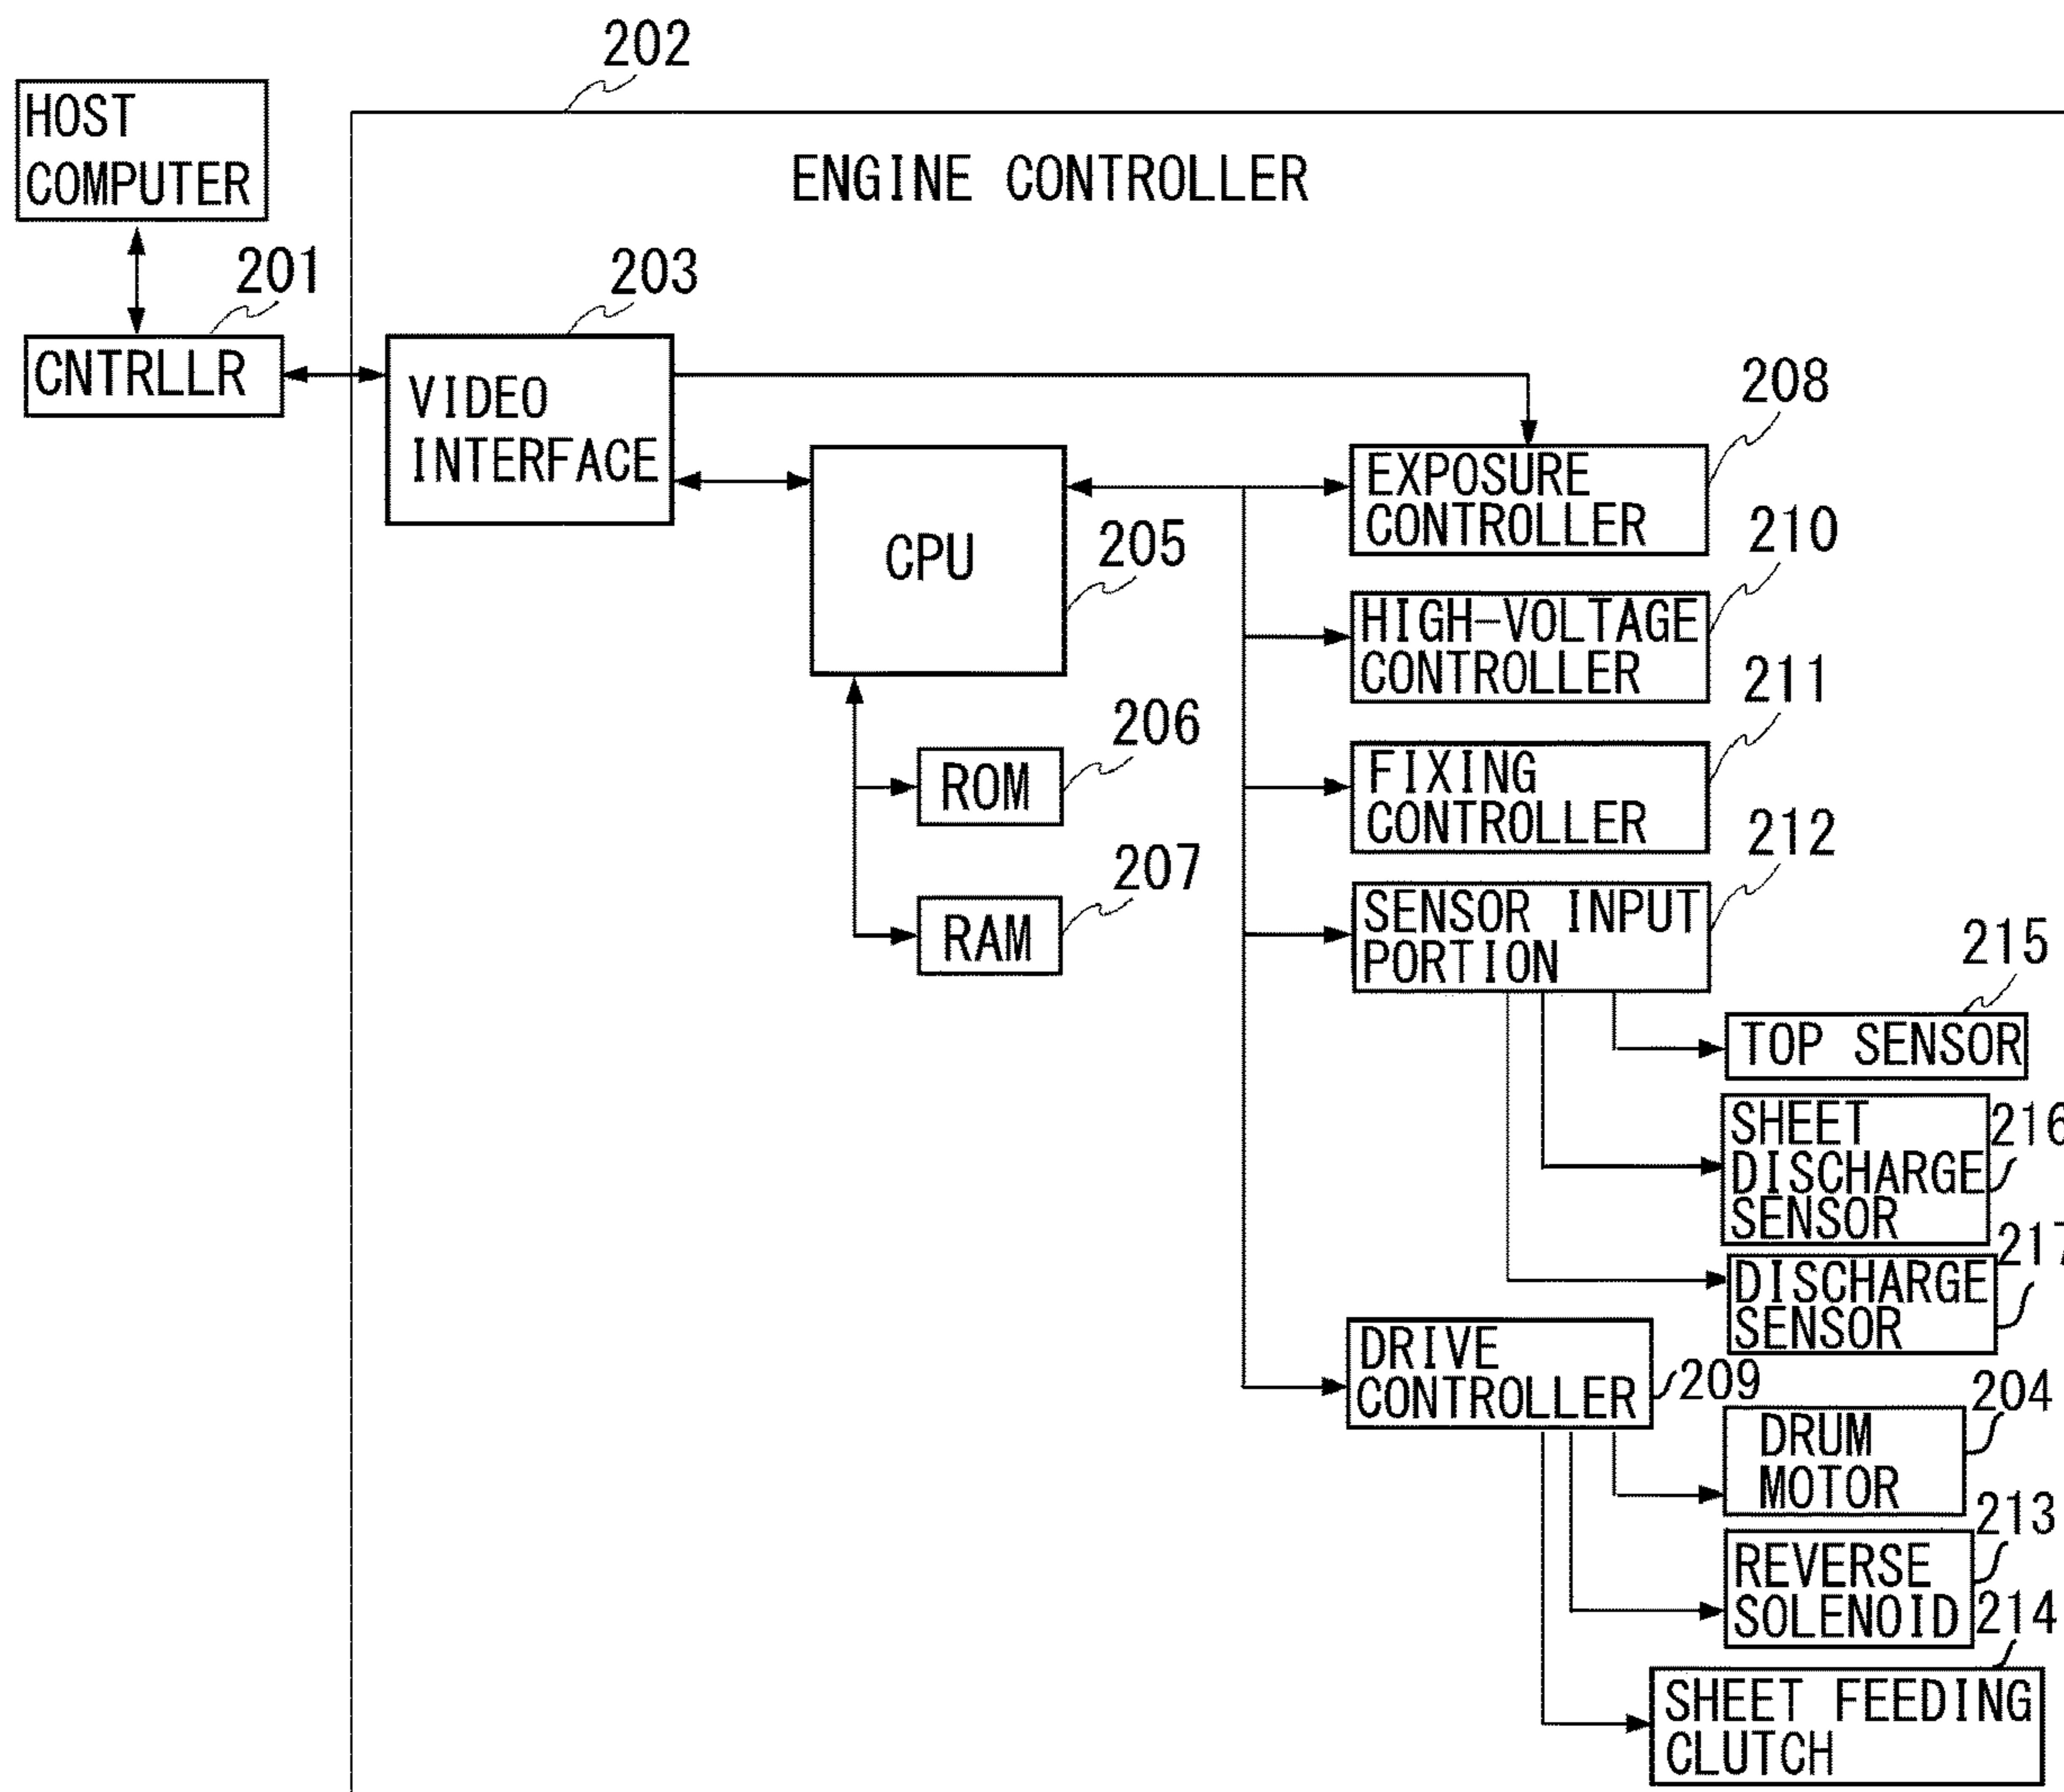 202
HOST
COMPUTER
ENGINE CONTROLLER
201
203
CNTRLLR
VIDEO
INTERFACE
208
EXPOSURE
CONTROLLER
CPU
205
210
HIGH-VOLTAGE
CONTROLLER
206
ROM
211
FIXING
CONTROLLER
207
RAM
212
SENSOR INPUT
PORTION
215
TOP SENSOR
SHEET
DISCHARGE
SENSOR
216
217
DISCHARGE
SENSOR
DRIVE
CONTROLLER
209
204
DRUM
MOTOR
213
REVERSE
SOLENOID
214
SHEET FEEDING
CLUTCH